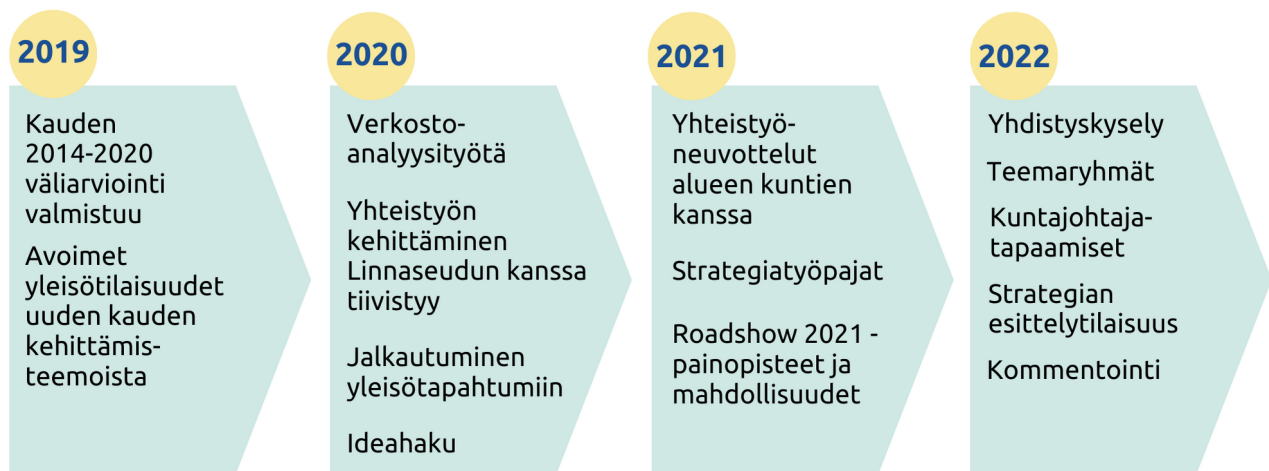 2019
Kauden
2014-2020
väliarviointi
valmistuu
Avoimet
yleisötilaisuudet
uuden kauden
kehittämis-
teemoista
2020
Verkosto-
analyysityötä
Yhteistyön
kehittäminen
Linnaseudun kanssa
tiivistyy
Jalkautuminen
yleisötapahtumiin
Ideahaku
2021
Yhteistyö-
neuvottelut
alueen kuntien
kanssa
Strategiatyöpajat
Roadshow 2021 -
painopisteet ja
mahdollisuudet
2022
Yhdistyskysely
Teemaryhmät
Kuntajohtaja-
tapaamiset
Strategian
esittelytilaisuus
Kommentointi